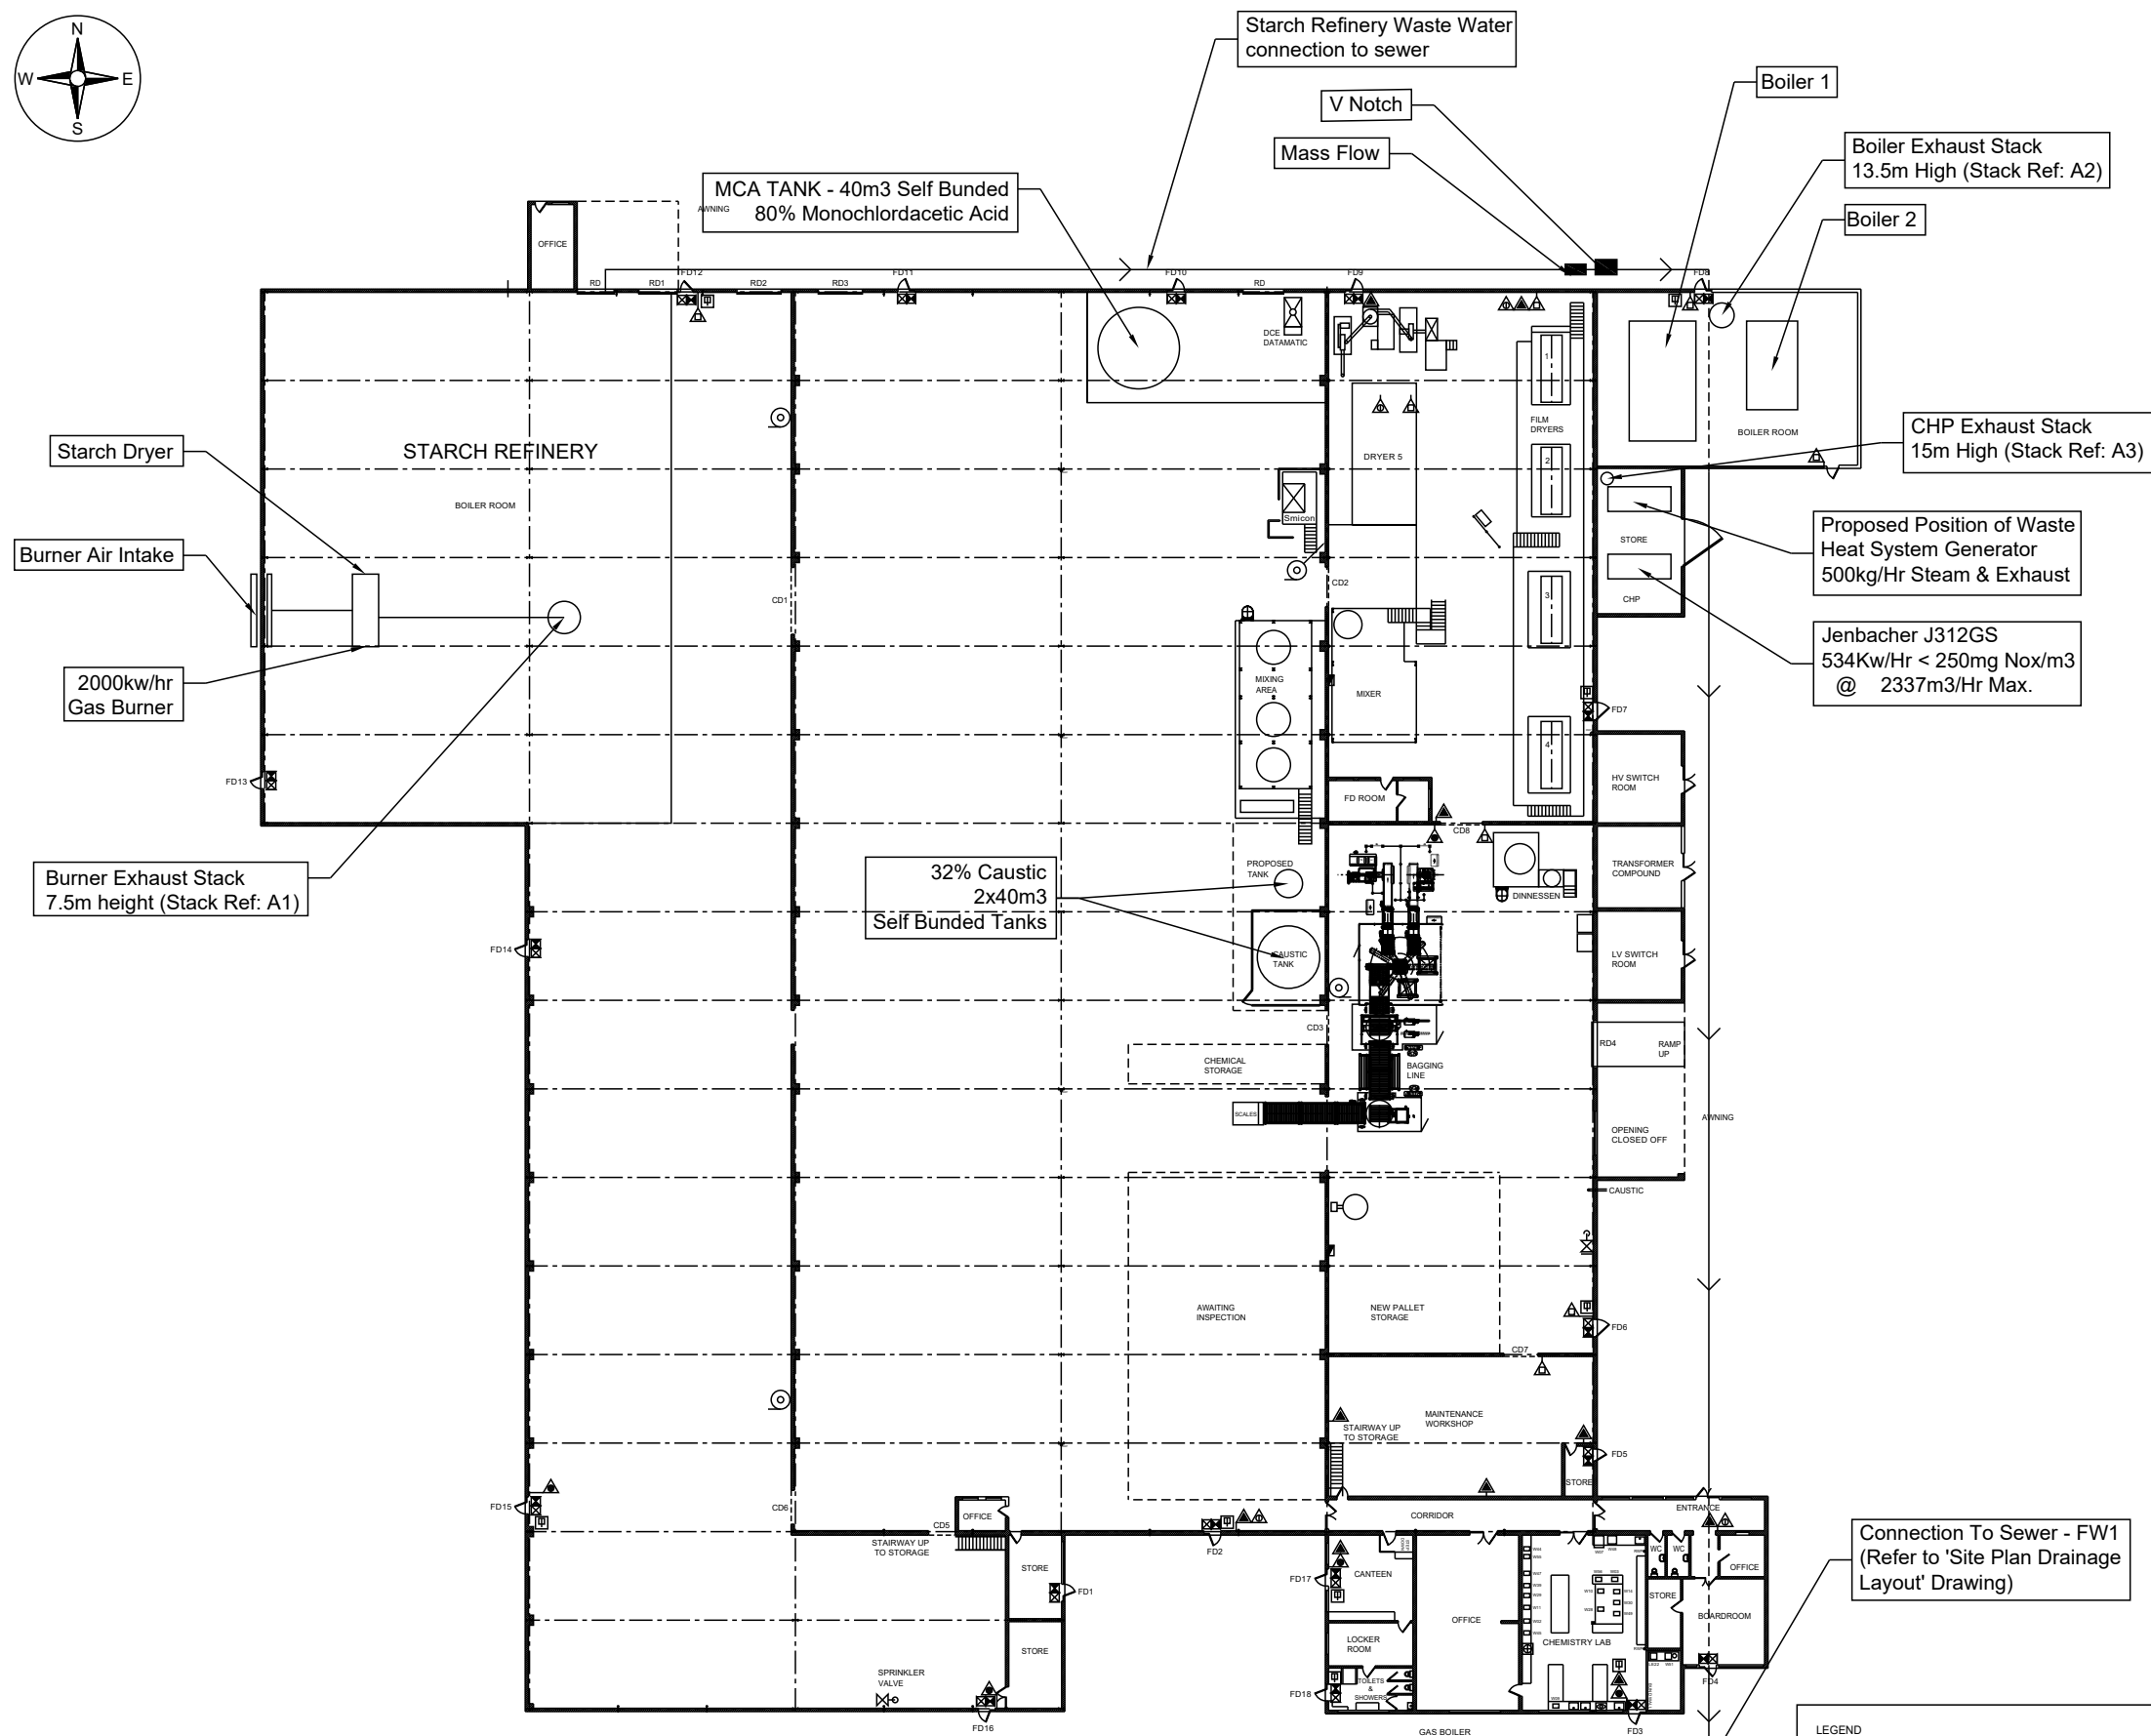 N
W
E
S
Starch Refinery Waste Water
connection to sewer
V Notch
Mass Flow
Boiler 1
Boiler Exhaust Stack
13.5m High (Stack Ref: A2)
Boiler 2
MCA TANK - 40m3 Self Bunded
80% Monochlordacetic Acid
AWNING
OFFICE
RD
RD1
FD12
RD2
RD3
FD11
FD10
RD
FD9
FD8
DCE
DATAMATIC
STARCH REFINERY
BOILER ROOM
Starch Dryer
Burner Air Intake
2000kw/hr
Gas Burner
Burner Exhaust Stack
7.5m height (Stack Ref: A1)
FILM
DRYERS
1
2
3
4
DRYER 5
BOILER ROOM
CHP Exhaust Stack
15m High (Stack Ref: A3)
Smicon
STORE
CHP
Proposed Position of Waste
Heat System Generator
500kg/Hr Steam & Exhaust
Jenbacher J312GS
534Kw/Hr < 250mg Nox/m3
@ 2337m3/Hr Max.
CD1
CD2
MIXING
AREA
MIXER
FD7
FD13
HV SWITCH
ROOM
FD ROOM
CD8
PROPOSED
TANK
32% Caustic
2x40m3
Self Bunded Tanks
CAUSTIC
TANK
DINNESSEN
TRANSFORMER
COMPOUND
FD14
LV SWITCH
ROOM
CD3
RD4
RAMP
UP
CHEMICAL
STORAGE
BAGGING
LINE
SCALES
AWNING
OPENING
CLOSED OFF
CAUSTIC
AWAITING
INSPECTION
NEW PALLET
STORAGE
FD6
CD7
MAINTENANCE
WORKSHOP
STAIRWAY UP
TO STORAGE
FD5
STORE
FD15
CD6
CD5
OFFICE
STAIRWAY UP
TO STORAGE
CORRIDOR
ENTRANCE
FD2
STORE
FD1
FD17
CANTEEN
WC
WC
OFFICE
Connection To Sewer - FW1
(Refer to 'Site Plan Drainage
Layout' Drawing)
STORE
OFFICE
BOARDROOM
LOCKER
ROOM
CHEMISTRY LAB
STORE
SPRINKLER
VALVE
TOILETS
&
SHOWERS
FD18
FD4
FD16
GAS BOILER
FD3
LEGEND